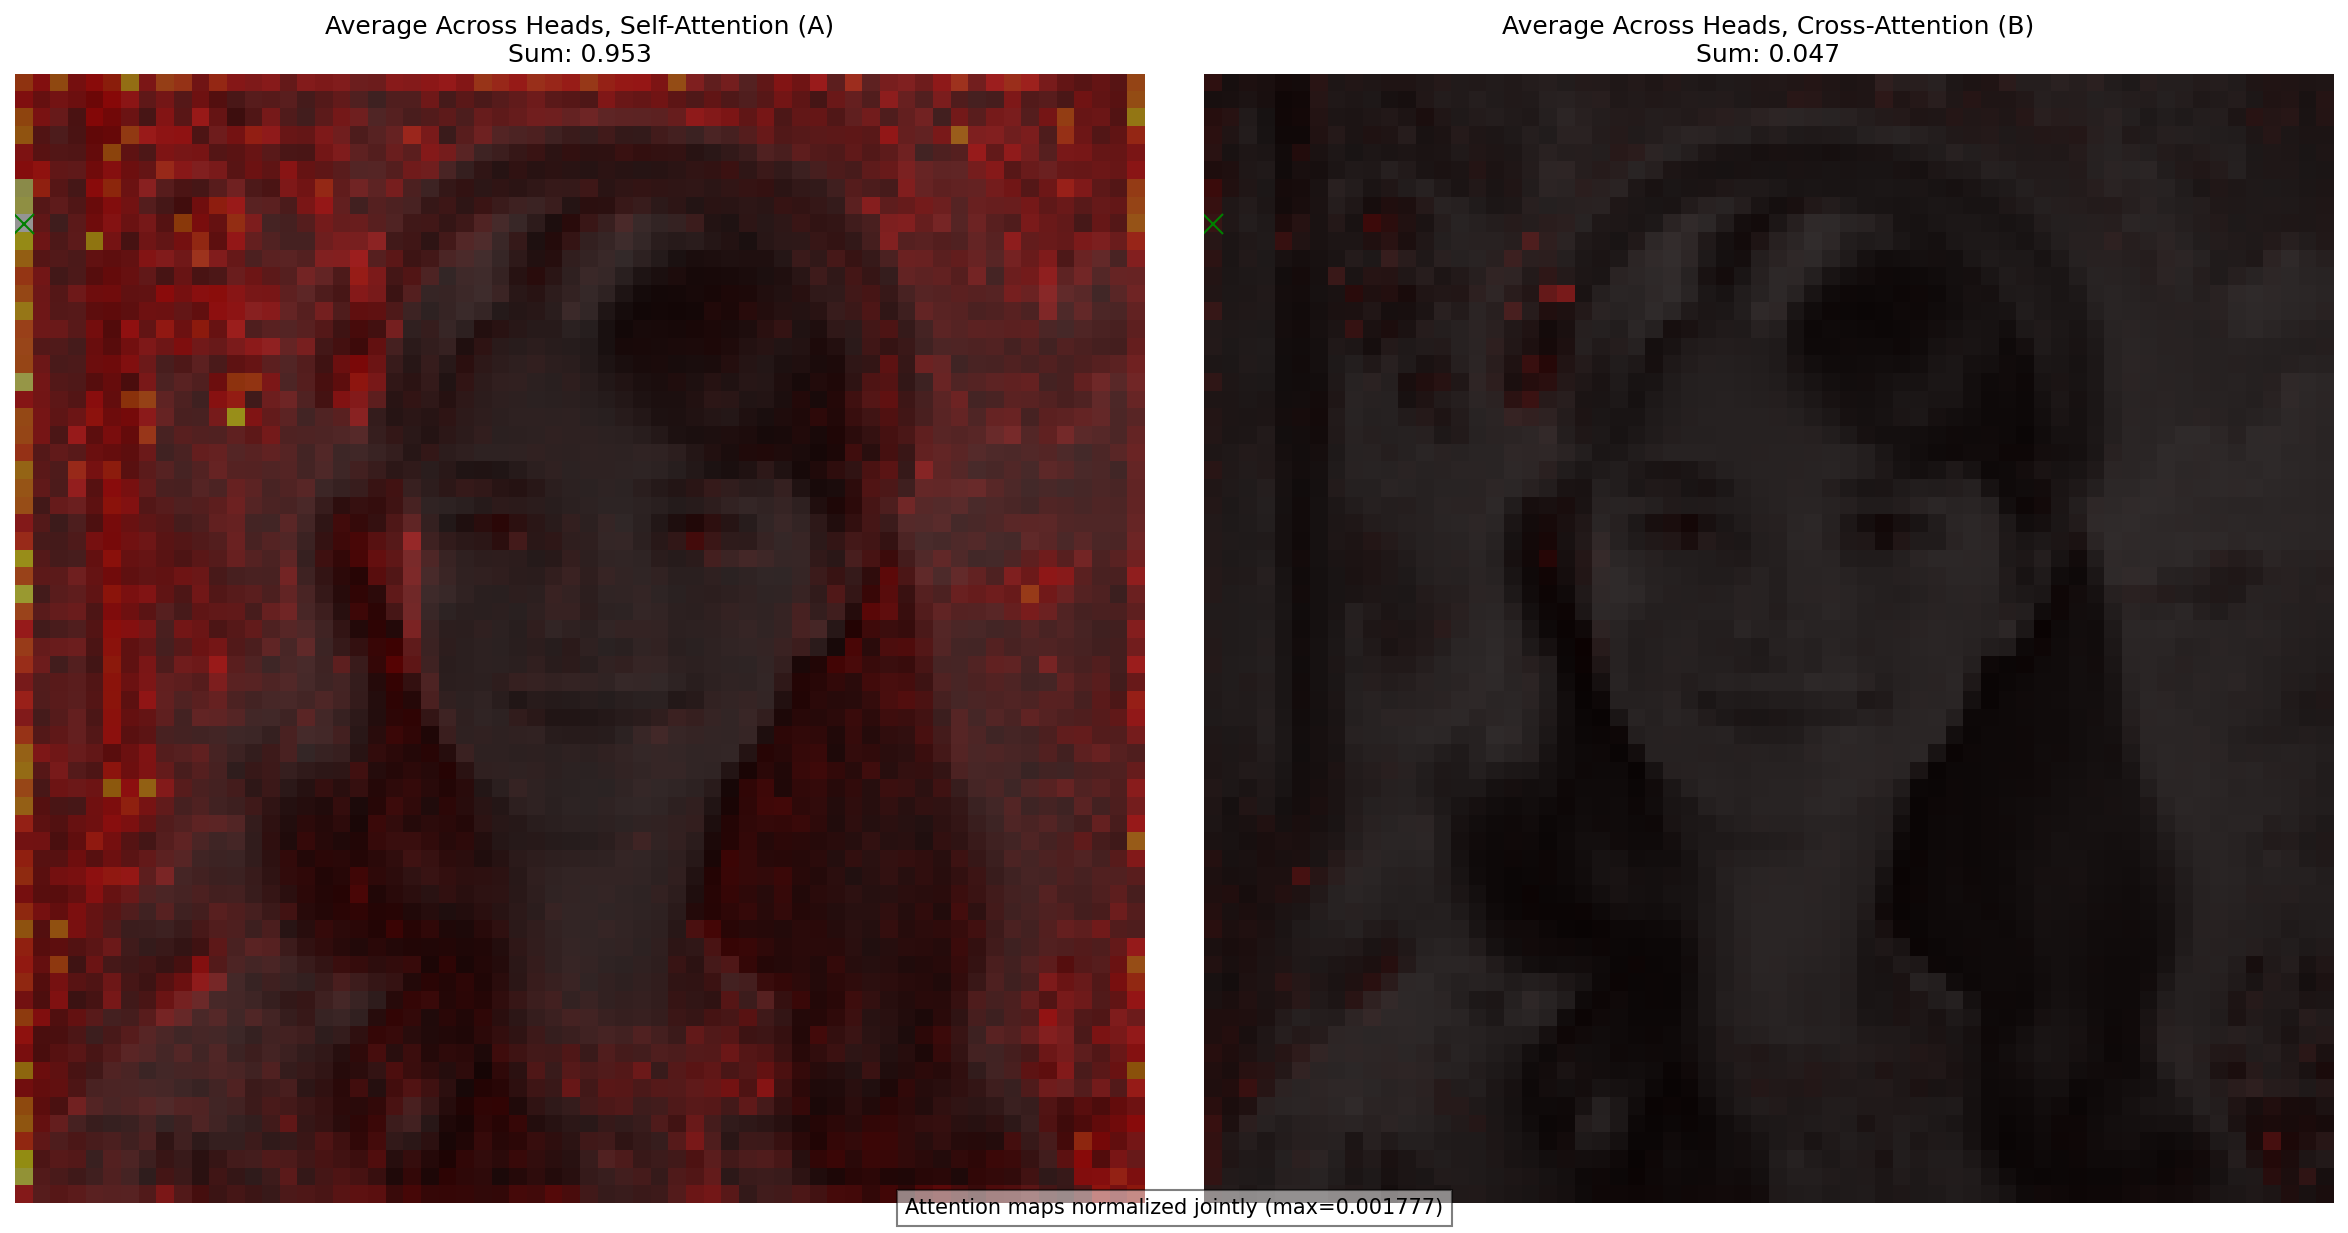 Average Across Heads, Self-Attention (A)
Sum: 0.953
Average Across Heads, Cross-Attention (B)
Sum: 0.047
Attention maps normalized jointly (max=0.001777)